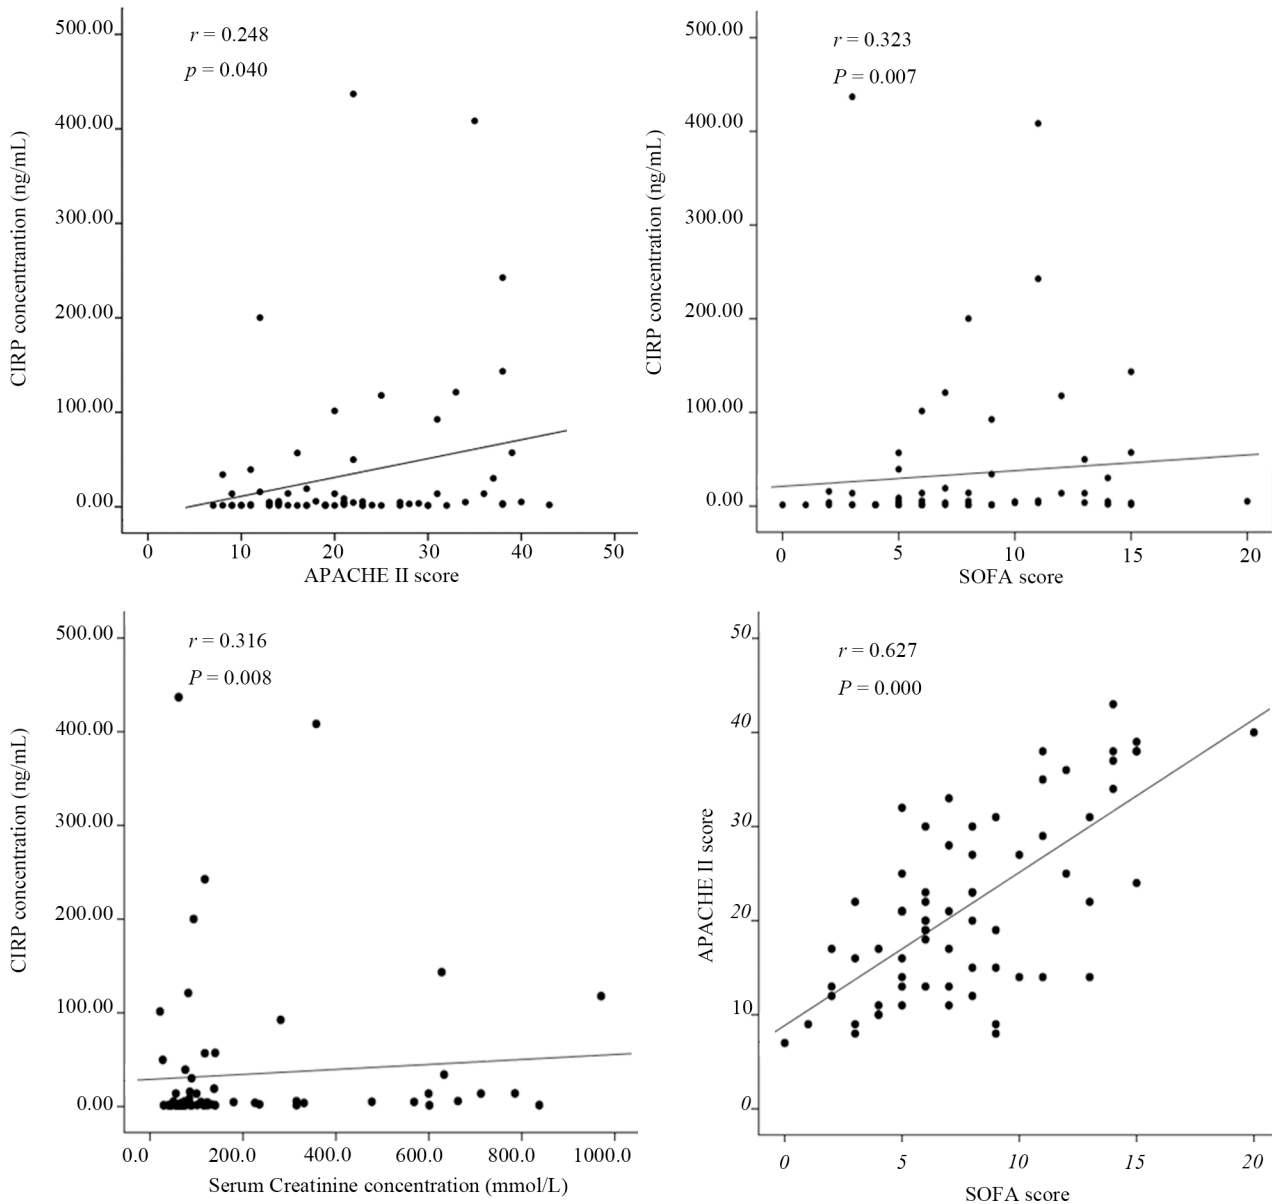 500.00
400.00
300.00
200.00
100.00
0.00
CIRP concentrantion (ng/mL)
r = 0.248
p = 0.040
0 10 20 30 40 50
APACHE II score
500.00
400.00
300.00
200.00
100.00
0.00
CIRP concentration (ng/mL)
r = 0.323
P = 0.007
0 5 10 15 20
SOFA score
500.00
400.00
300.00
200.00
100.00
0.00
CIRP concentration (ng/mL)
r = 0.316
P = 0.008
0.0 200.0 400.0 600.0 800.0 1000.0
Serum Creatinine concentration (mmol/L)
50
40
30
20
10
0
APACHE II score
r = 0.627
P = 0.000
0 5 10 15 20
SOFA score